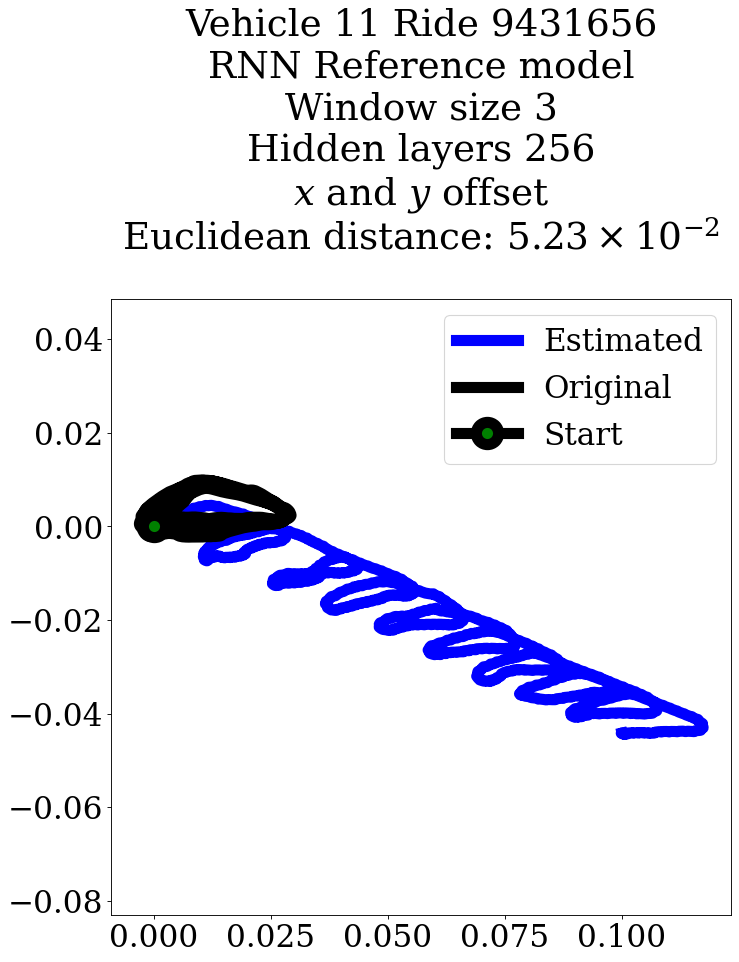 Vehicle 11 Ride 9431656
RNN Reference model
Window size 3
Hidden layers 256
x and y offset
Euclidean distance: 5.23 × 10⁻²
Estimated
Original
Start
0.04
0.02
0.00
−0.02
−0.04
−0.06
−0.08
0.000 0.025 0.050 0.075 0.100